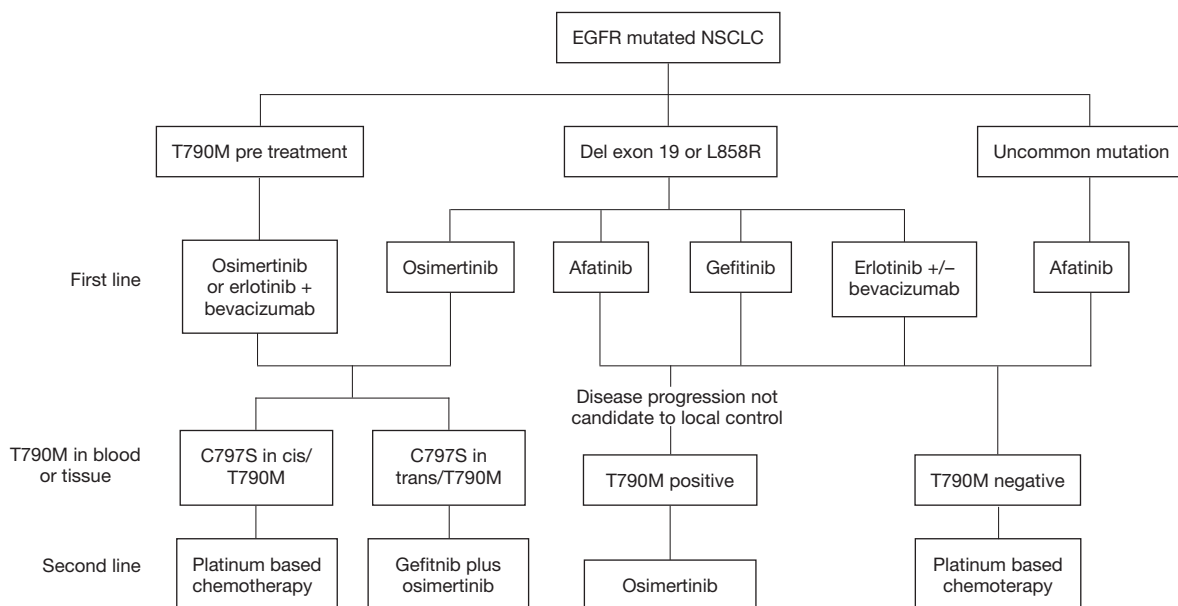 EGFR mutated NSCLC
T790M pre treatment
Del exon 19 or L858R
Uncommon mutation
First line
Osimertinib
or erlotinib +
bevacizumab
Osimertinib
Afatinib
Gefitinib
Erlotinib +/–
bevacizumab
Afatinib
Disease progression not
candidate to local control
T790M in blood
or tissue
C797S in cis/
T790M
C797S in
trans/T790M
T790M positive
T790M negative
Second line
Platinum based
chemotherapy
Gefitnib plus
osimertinib
Osimertinib
Platinum based
chemoterapy